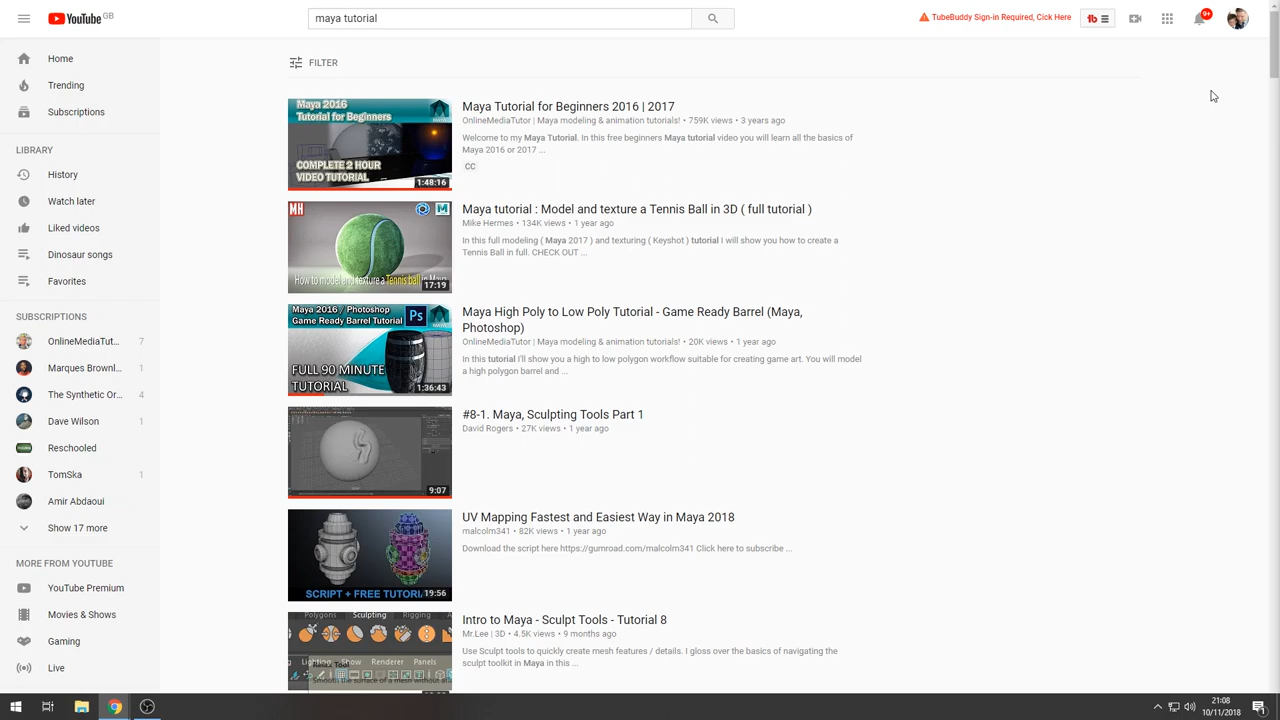 YouTube GB
maya tutorial
TubeBuddy Sign-in Required, Cick Here
tb
9+
Home
Trending
Subscriptions
LIBRARY
History
Watch later
Liked videos
Dinosaur songs
Favorites
SUBSCRIPTIONS
OnlineMediaTut... 7
Marques Brownl... 1
The Synthetic Or... 4
Dave Wilson 1
Reschooled
TomSka 1
Amir Abdaoui
Show 17 more
MORE FROM YOUTUBE
YouTube Premium
Movies & Shows
Gaming
Live
FILTER
Maya 2016
Tutorial for Beginners
COMPLETE 2 HOUR
VIDEO TUTORIAL
1:48:16
Maya Tutorial for Beginners 2016 | 2017
OnlineMediaTutor | Maya modeling & animation tutorials! • 759K views • 3 years ago
Welcome to my Maya Tutorial. In this free beginners Maya tutorial video you will learn all the basics of
Maya 2016 or 2017 ...
CC
MH
How to model and texture a Tennis ball in Maya
17:19
Maya tutorial : Model and texture a Tennis Ball in 3D ( full tutorial )
Mike Hermes • 134K views • 1 year ago
In this full modeling ( Maya 2017 ) and texturing ( Keyshot ) tutorial I will show you how to create a
Tennis Ball in full. CHECK OUT ...
Maya 2016 / Photoshop
Game Ready Barrel Tutorial
Ps
FULL 90 MINUTE
TUTORIAL
1:36:43
Maya High Poly to Low Poly Tutorial - Game Ready Barrel (Maya,
Photoshop)
OnlineMediaTutor | Maya modeling & animation tutorials! • 20K views • 1 year ago
In this tutorial I'll show you a high to low polygon workflow suitable for creating game art. You will model
a high polygon barrel and ...
9:07
#8-1. Maya, Sculpting Tools Part 1
David Rogers • 27K views • 1 year ago
SCRIPT + FREE TUTORIAL
19:56
UV Mapping Fastest and Easiest Way in Maya 2018
malcolm341 • 82K views • 1 year ago
Download the script here https://gumroad.com/malcolm341 Click here to subscribe ...
Polygons Sculpting Rigging
Lighting Show Renderer Panels
Intro to Maya - Sculpt Tools - Tutorial 8
Mr.Lee | 3D • 4.5K views • 9 months ago
Use Sculpt tools to quickly create mesh features / details. I gloss over the basics of navigating the
sculpt toolkit in Maya in this ...
21:08
10/11/2018
1